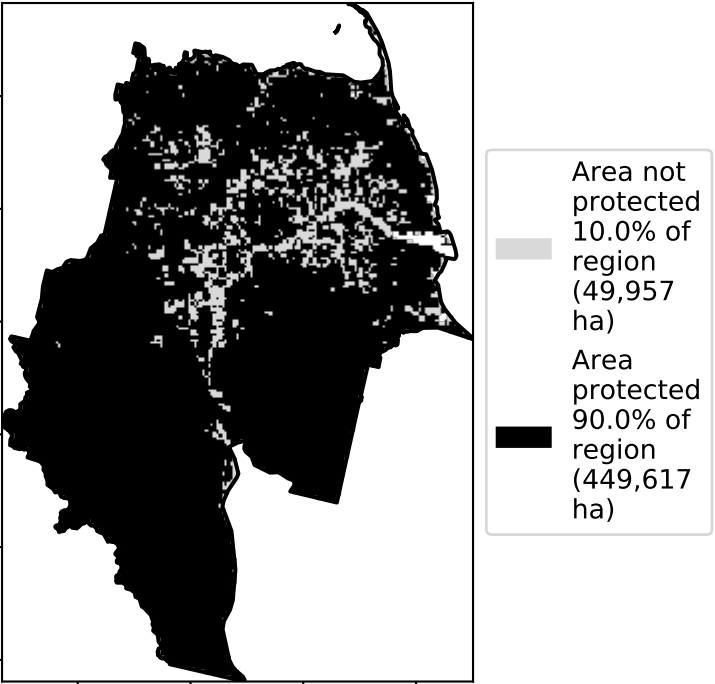 Area not
protected
10.0% of
region
(49,957
ha)
Area
protected
90.0% of
region
(449,617
ha)